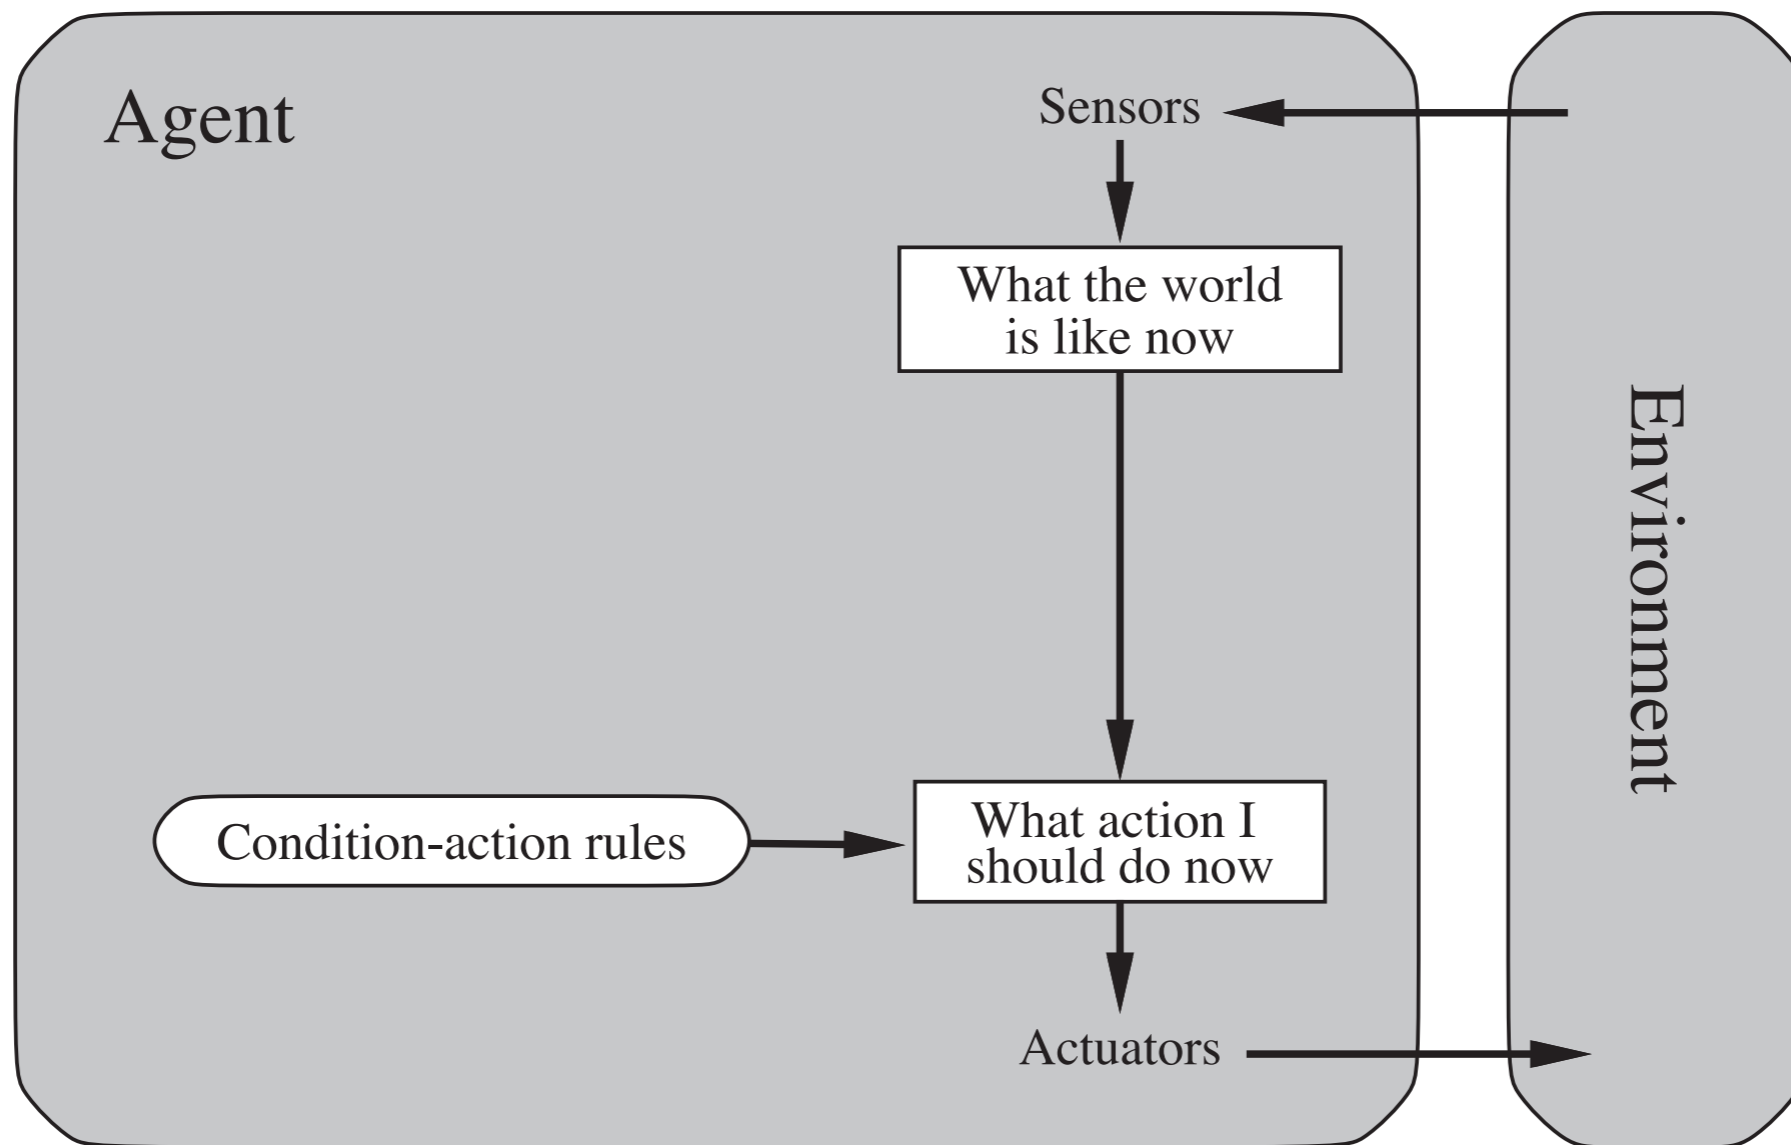 Agent
Sensors
What the world
is like now
Environment
Condition-action rules
What action I
should do now
Actuators